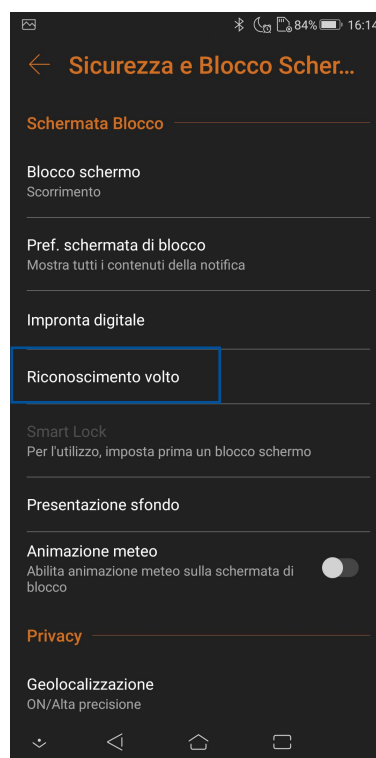 84% 16:14
Sicurezza e Blocco Scher...
Schermata Blocco
Blocco schermo
Scorrimento
Pref. schermata di blocco
Mostra tutti i contenuti della notifica
Impronta digitale
Riconoscimento volto
Smart Lock
Per l'utilizzo, imposta prima un blocco schermo
Presentazione sfondo
Animazione meteo
Abilita animazione meteo sulla schermata di
blocco
Privacy
Geolocalizzazione
ON/Alta precisione